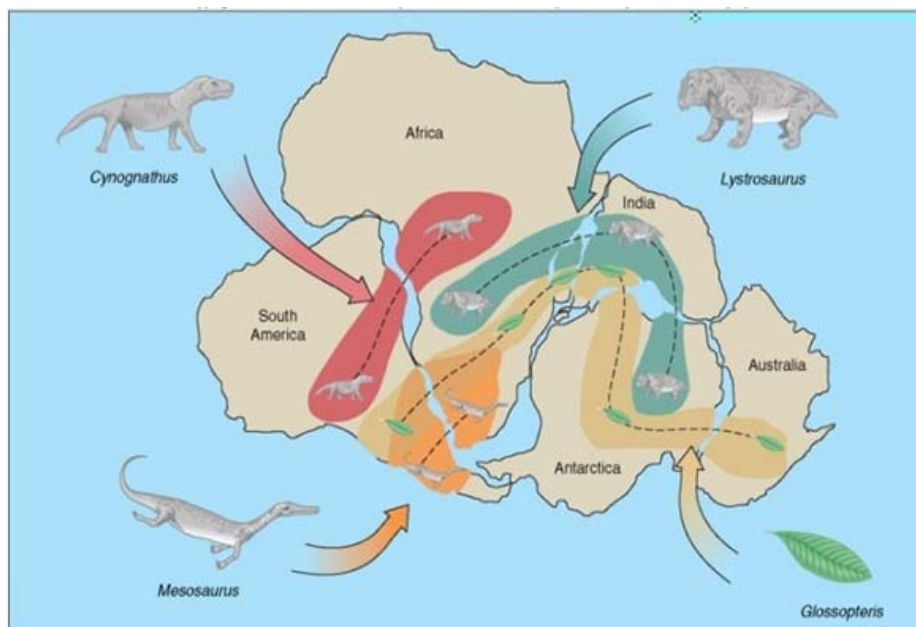 Africa
Cynognathus
Lystrosaurus
India
South
America
Australia
Antarctica
Mesosaurus
Glossopteris